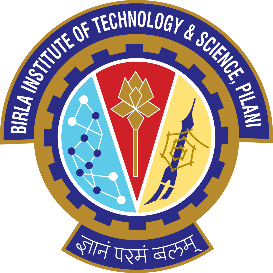 BIRLA INSTITUTE OF TECHNOLOGY & SCIENCE, PILANI
ज्ञानं परमं बलम्